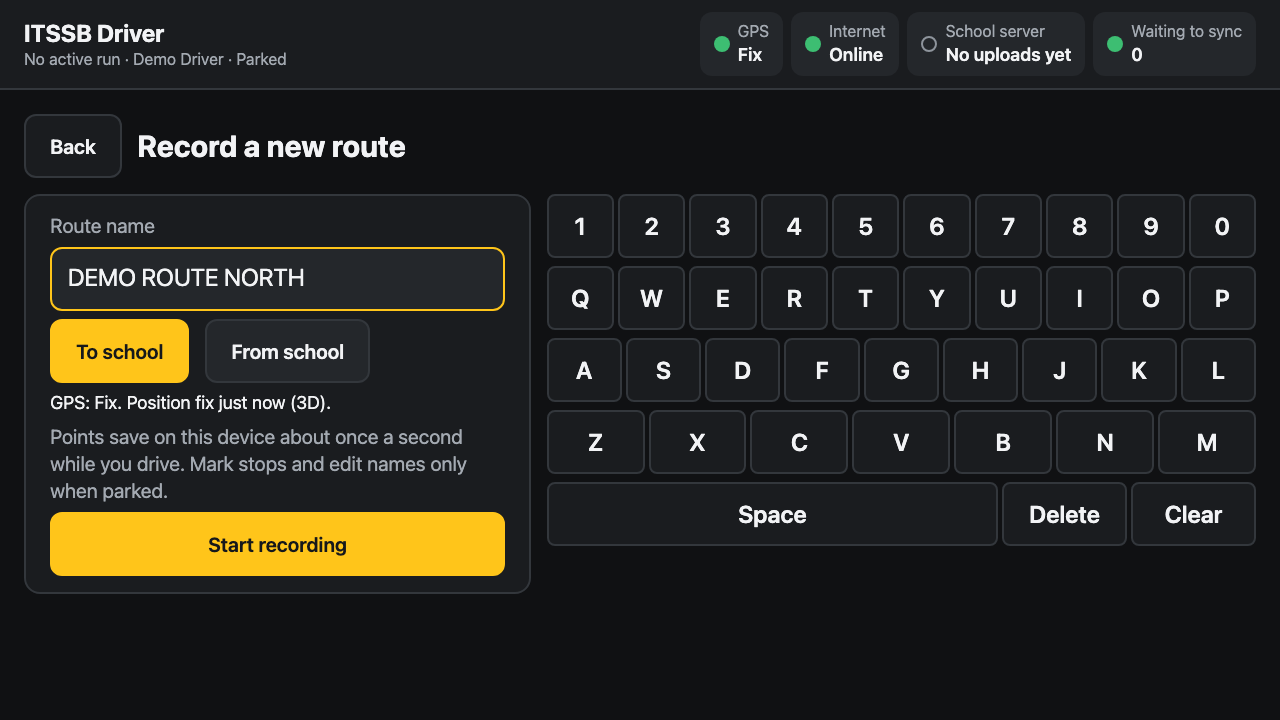 ITSSB Driver
No active run · Demo Driver · Parked
GPS
Fix
Internet
Online
School server
No uploads yet
Waiting to sync
0
Back
Record a new route
Route name
DEMO ROUTE NORTH
To school
From school
GPS: Fix. Position fix just now (3D).
Points save on this device about once a second
while you drive. Mark stops and edit names only
when parked.
Start recording
1 2 3 4 5 6 7 8 9 0
Q W E R T Y U I O P
A S D F G H J K L
Z X C V B N M
Space Delete Clear